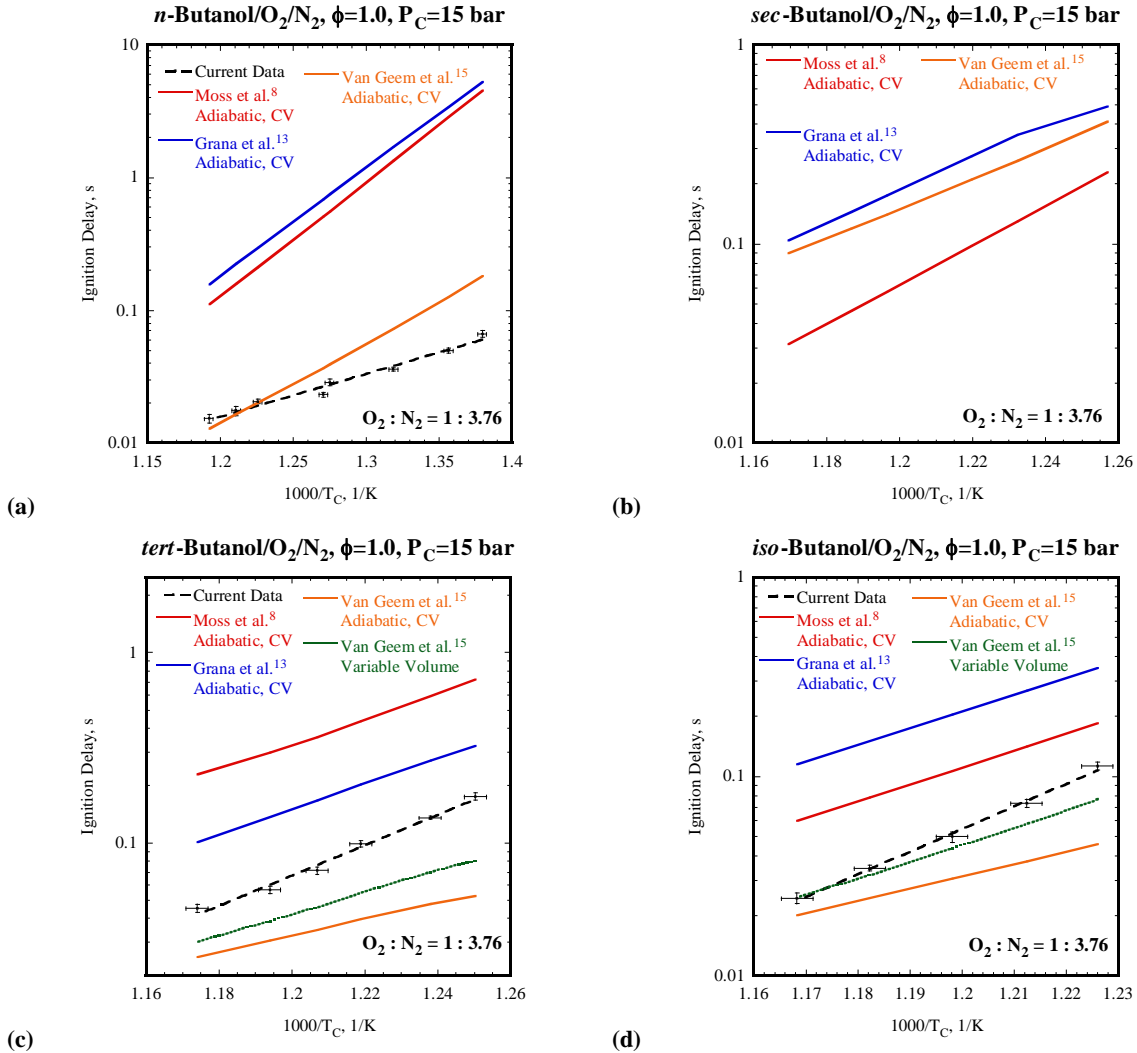 n-Butanol/O2/N2, ϕ=1.0, PC=15 bar
10
1
0.1
0.01
Ignition Delay, s
Current Data
Moss et al.8
Adiabatic, CV
Grana et al.13
Adiabatic, CV
Van Geem et al.15
Adiabatic, CV
O2 : N2 = 1 : 3.76
1.15 1.2 1.25 1.3 1.35 1.4
1000/TC, 1/K
(a)
sec-Butanol/O2/N2, ϕ=1.0, PC=15 bar
1
0.1
0.01
Ignition Delay, s
Moss et al.8
Adiabatic, CV
Grana et al.13
Adiabatic, CV
Van Geem et al.15
Adiabatic, CV
O2 : N2 = 1 : 3.76
1.16 1.18 1.2 1.22 1.24 1.26
1000/TC, 1/K
(b)
tert-Butanol/O2/N2, ϕ=1.0, PC=15 bar
1
0.1
Ignition Delay, s
Current Data
Moss et al.8
Adiabatic, CV
Grana et al.13
Adiabatic, CV
Van Geem et al.15
Adiabatic, CV
Van Geem et al.15
Variable Volume
O2 : N2 = 1 : 3.76
1.16 1.18 1.2 1.22 1.24 1.26
1000/TC, 1/K
(c)
iso-Butanol/O2/N2, ϕ=1.0, PC=15 bar
1
0.1
0.01
Ignition Delay, s
Current Data
Moss et al.8
Adiabatic, CV
Grana et al.13
Adiabatic, CV
Van Geem et al.15
Adiabatic, CV
Van Geem et al.15
Variable Volume
O2 : N2 = 1 : 3.76
1.16 1.17 1.18 1.19 1.2 1.21 1.22 1.23
1000/TC, 1/K
(d)